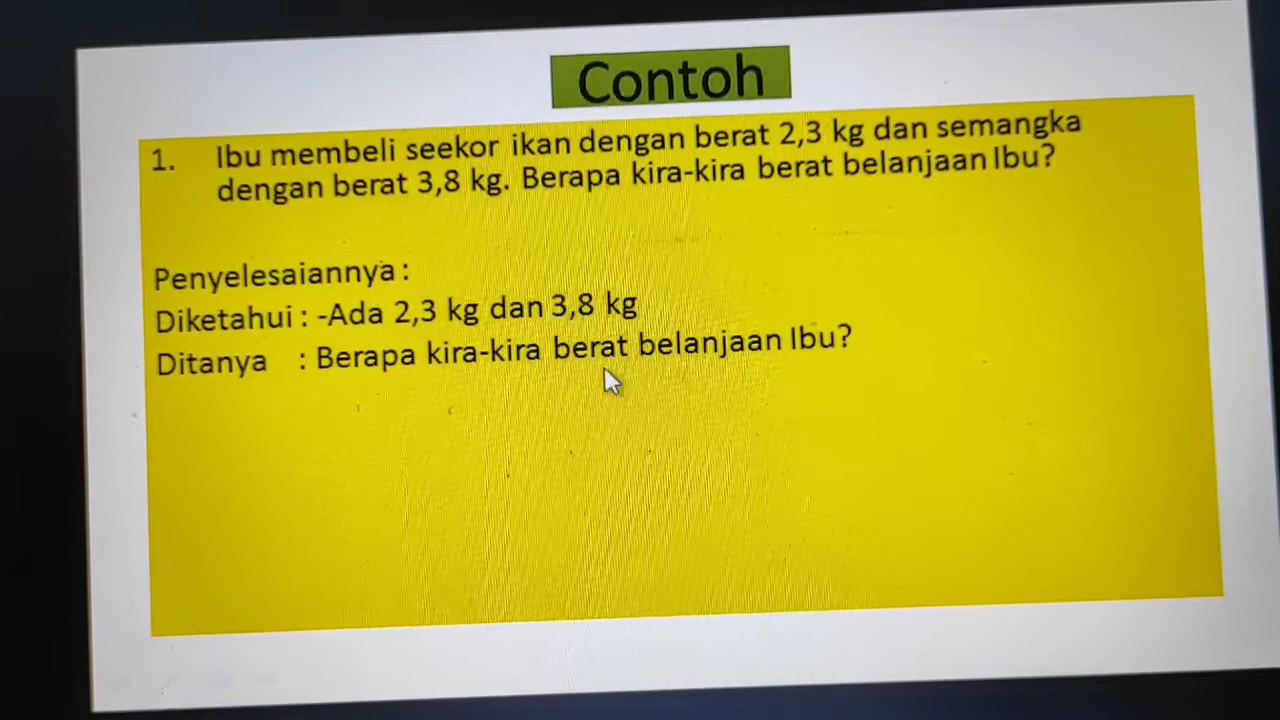 Contoh
1. Ibu membeli seekor ikan dengan berat 2,3 kg dan semangka
dengan berat 3,8 kg. Berapa kira-kira berat belanjaan Ibu?
Penyelesaiannya :
Diketahui : -Ada 2,3 kg dan 3,8 kg
Ditanya : Berapa kira-kira berat belanjaan Ibu?